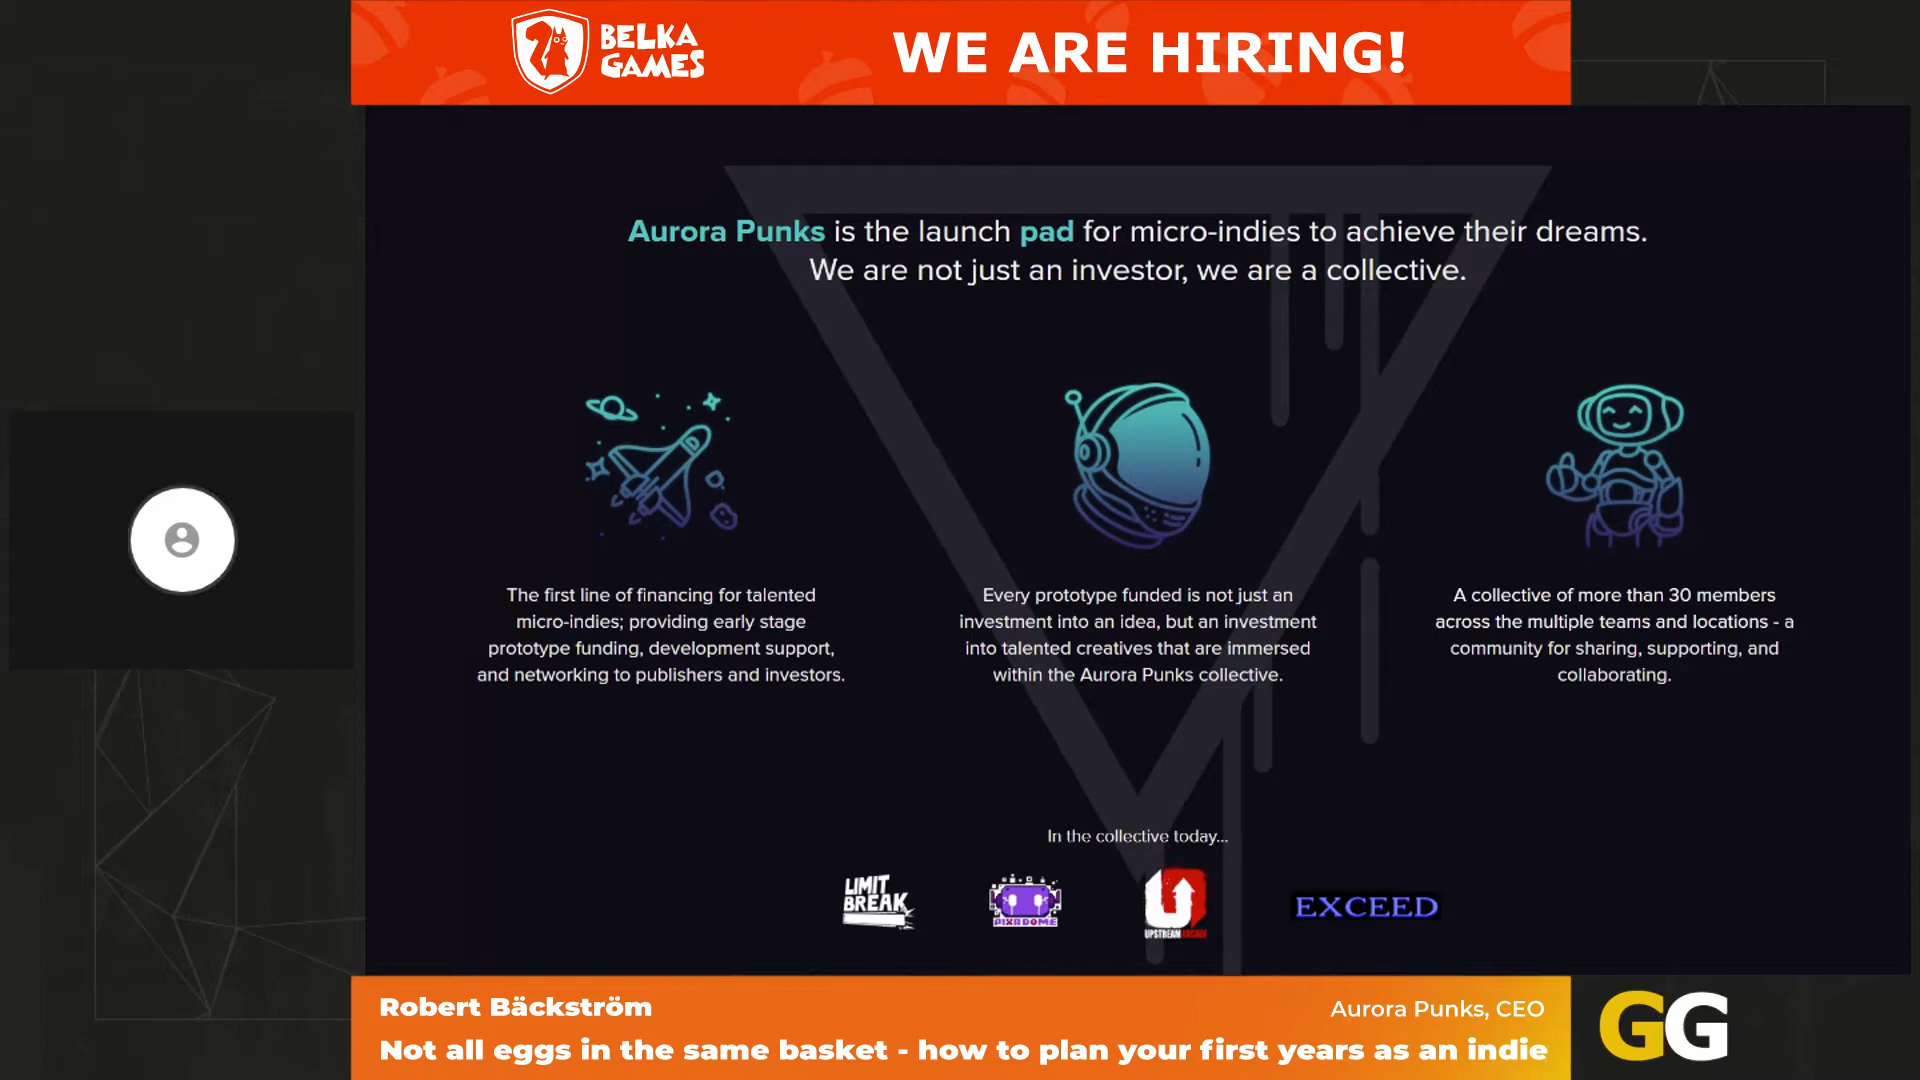 BELKA
GAMES
WE ARE HIRING!
Aurora Punks is the launch pad for micro-indies to achieve their dreams.
We are not just an investor, we are a collective.
The first line of financing for talented
micro-indies; providing early stage
prototype funding, development support,
and networking to publishers and investors.
Every prototype funded is not just an
investment into an idea, but an investment
into talented creatives that are immersed
within the Aurora Punks collective.
A collective of more than 30 members
across the multiple teams and locations - a
community for sharing, supporting, and
collaborating.
In the collective today...
LIMIT
BREAK
PIXADOME
UPSTREAM ARCADE
EXCEED
Robert Bäckström
Aurora Punks, CEO
Not all eggs in the same basket - how to plan your first years as an indie
GG